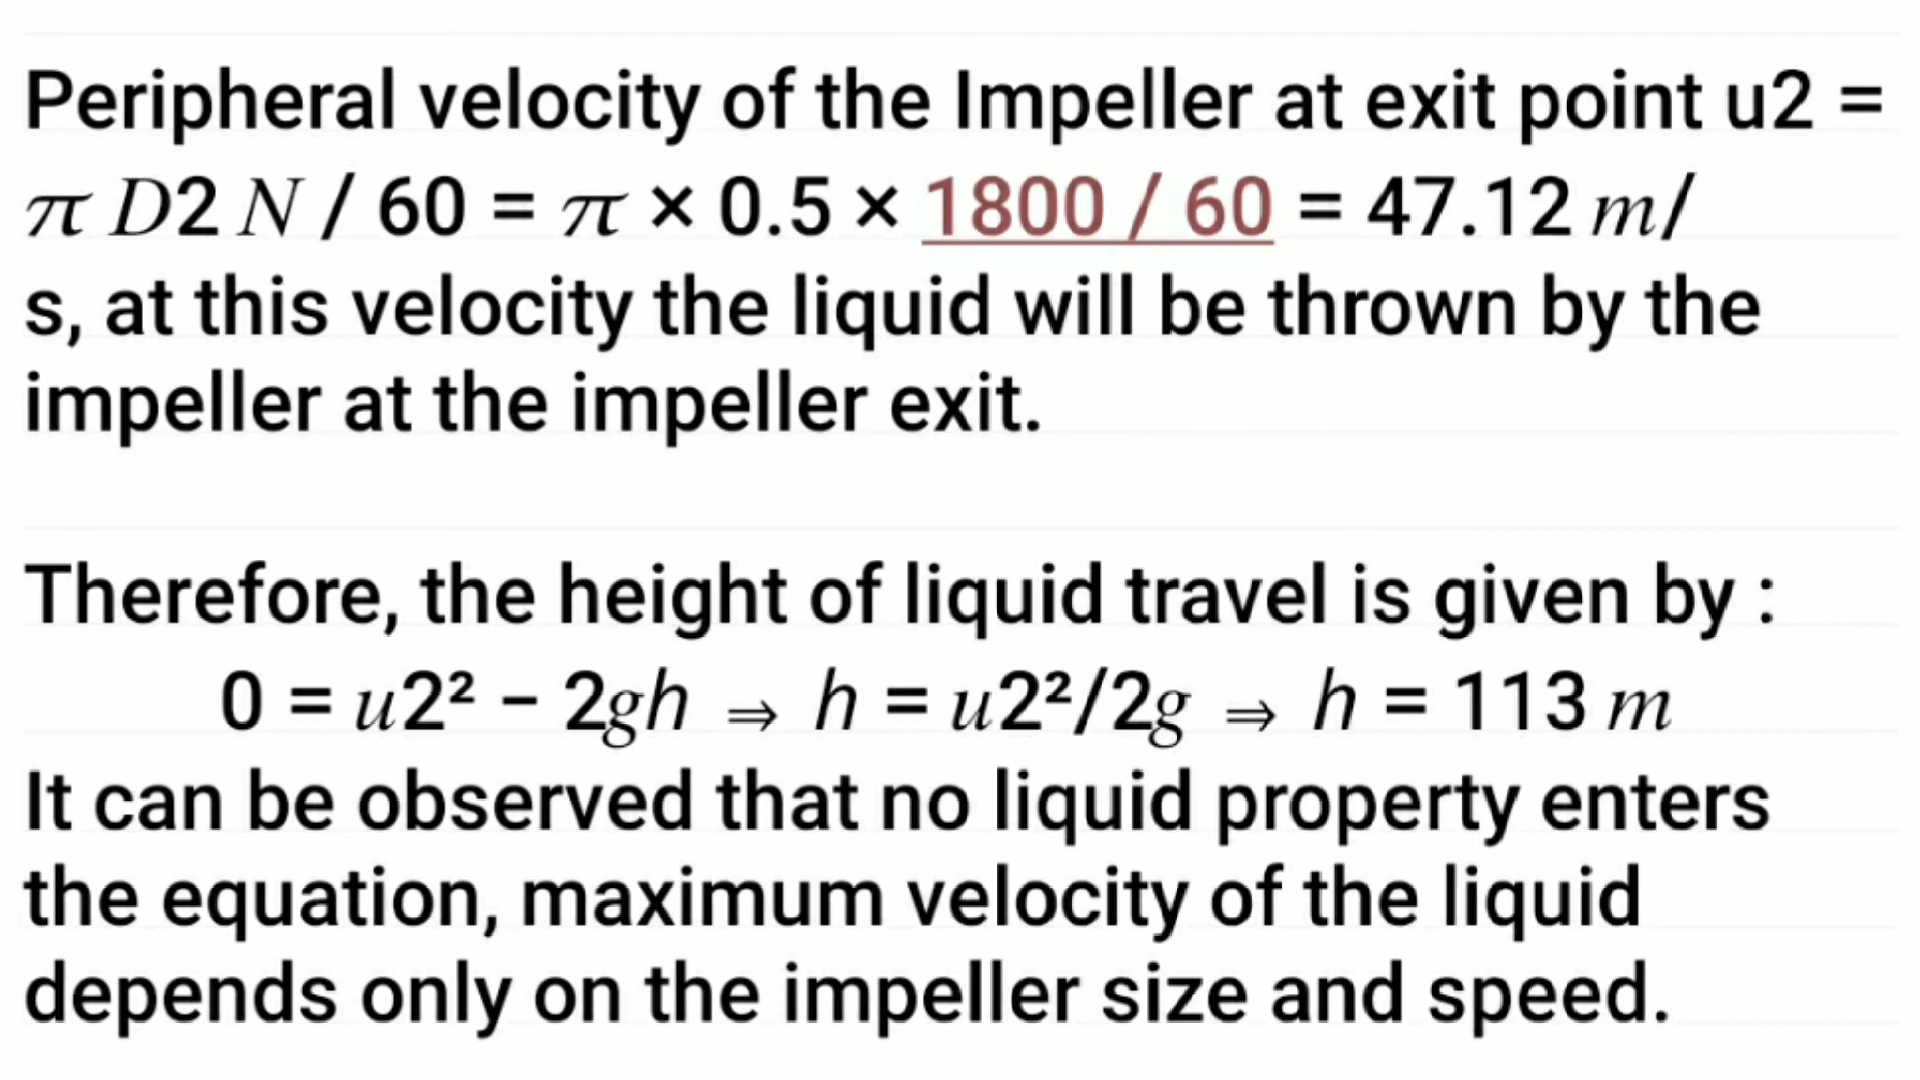 Peripheral velocity of the Impeller at exit point u2 =
π D2 N / 60 = π × 0.5 × 1800 / 60 = 47.12 m/
s, at this velocity the liquid will be thrown by the
impeller at the impeller exit.
Therefore, the height of liquid travel is given by :
0 = u2² − 2gh ⇒ h = u2²/2g ⇒ h = 113 m
It can be observed that no liquid property enters
the equation, maximum velocity of the liquid
depends only on the impeller size and speed.